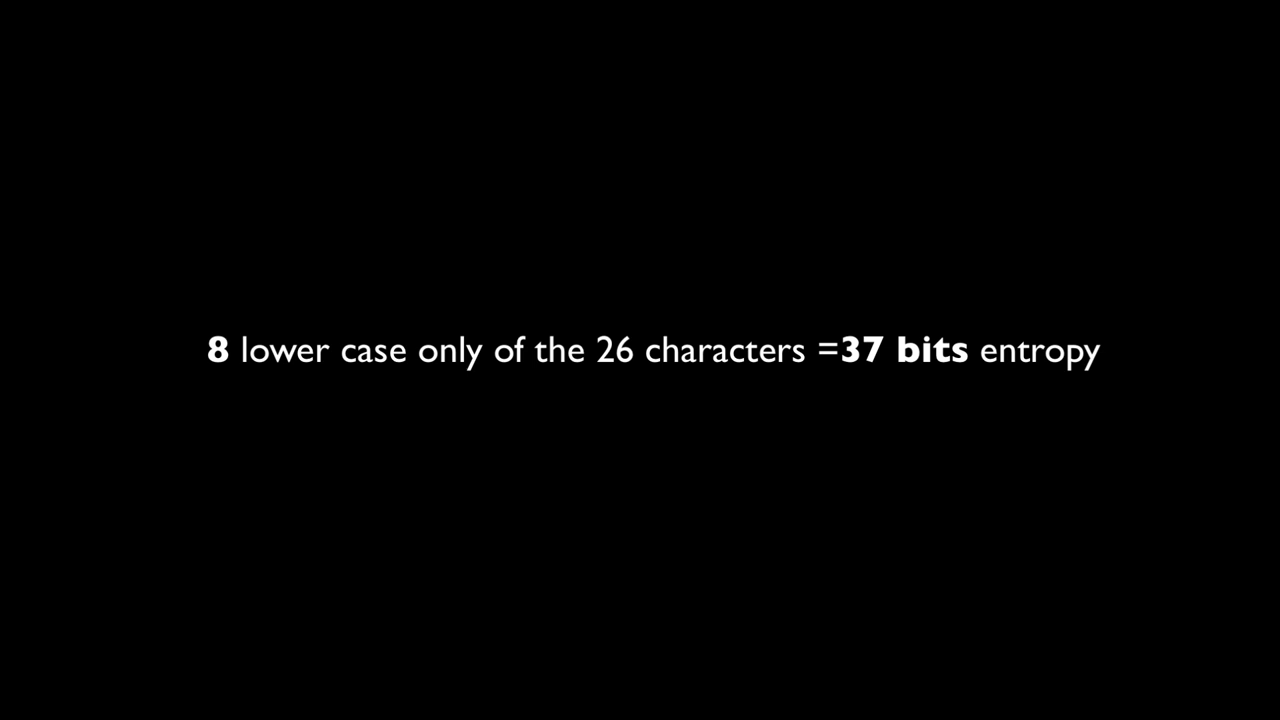 8 lower case only of the 26 characters =37 bits entropy